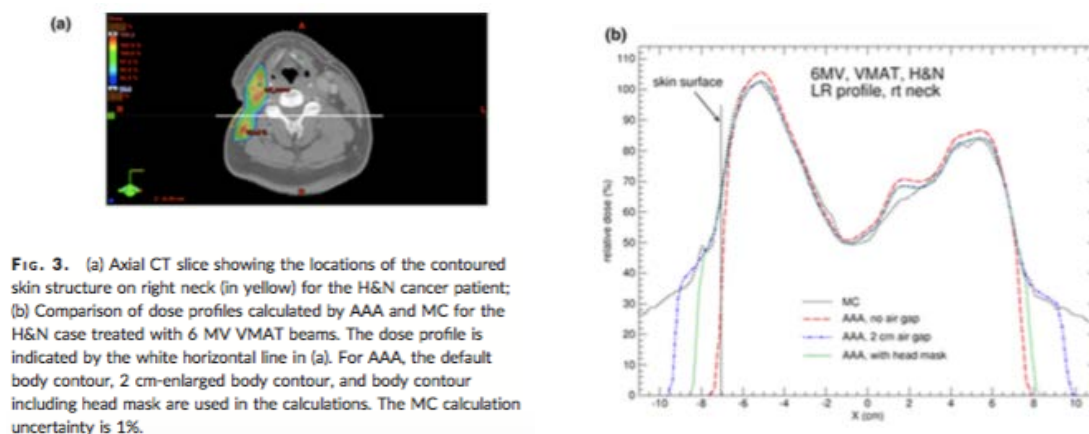 (a)
FIG. 3. (a) Axial CT slice showing the locations of the contoured
skin structure on right neck (in yellow) for the H&N cancer patient;
(b) Comparison of dose profiles calculated by AAA and MC for the
H&N case treated with 6 MV VMAT beams. The dose profile is
indicated by the white horizontal line in (a). For AAA, the default
body contour, 2 cm-enlarged body contour, and body contour
including head mask are used in the calculations. The MC calculation
uncertainty is 1%.
(b)
6MV, VMAT, H&N
LR profile, rt neck
skin surface
relative dose (%)
110
100
90
80
70
60
50
40
30
20
10
0
MC
AAA, no air gap
AAA, 2 cm air gap
AAA, with head mask
-10 -8 -6 -4 -2 0 2 4 6 8 10
X (cm)